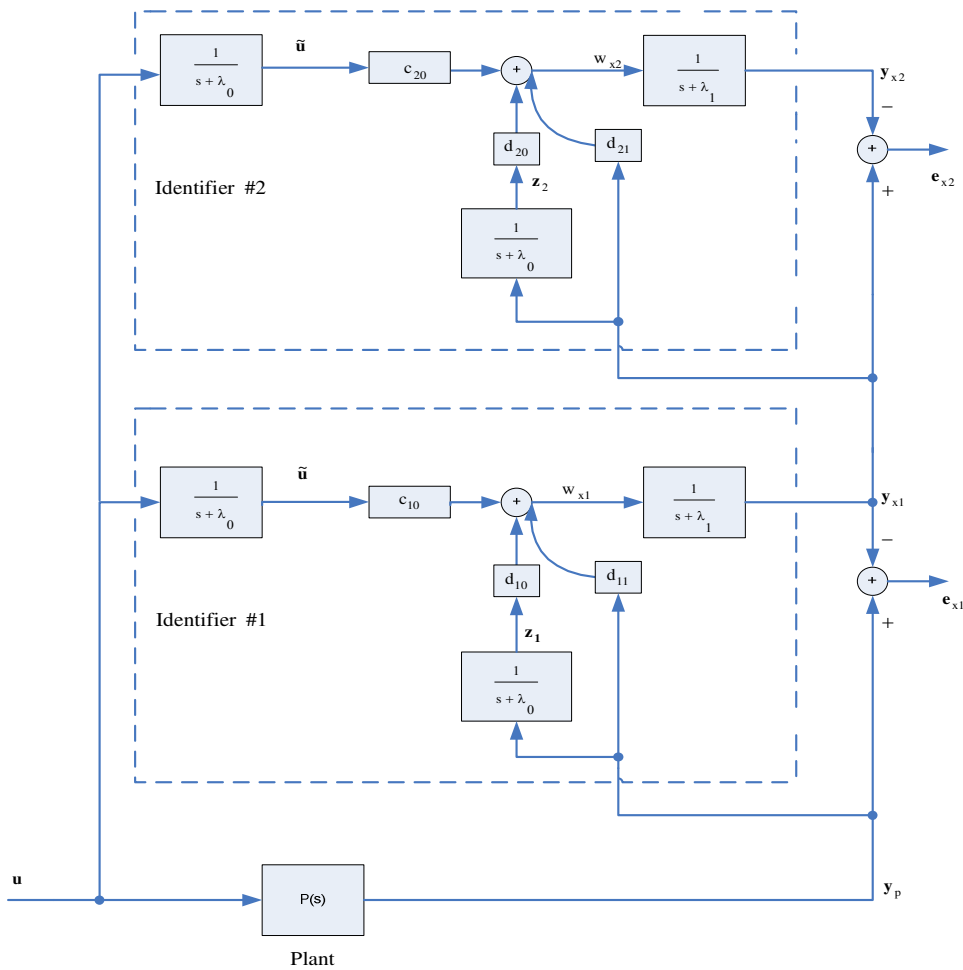 1
s + λ0
ũ
c20
+
wx2
1
s + λ1
yx2
−
+
ex2
+
d20
d21
z2
Identifier #2
1
s + λ0
1
s + λ0
ũ
c10
+
wx1
1
s + λ1
yx1
−
+
ex1
+
d10
d11
z1
Identifier #1
1
s + λ0
u
P(s)
yp
Plant